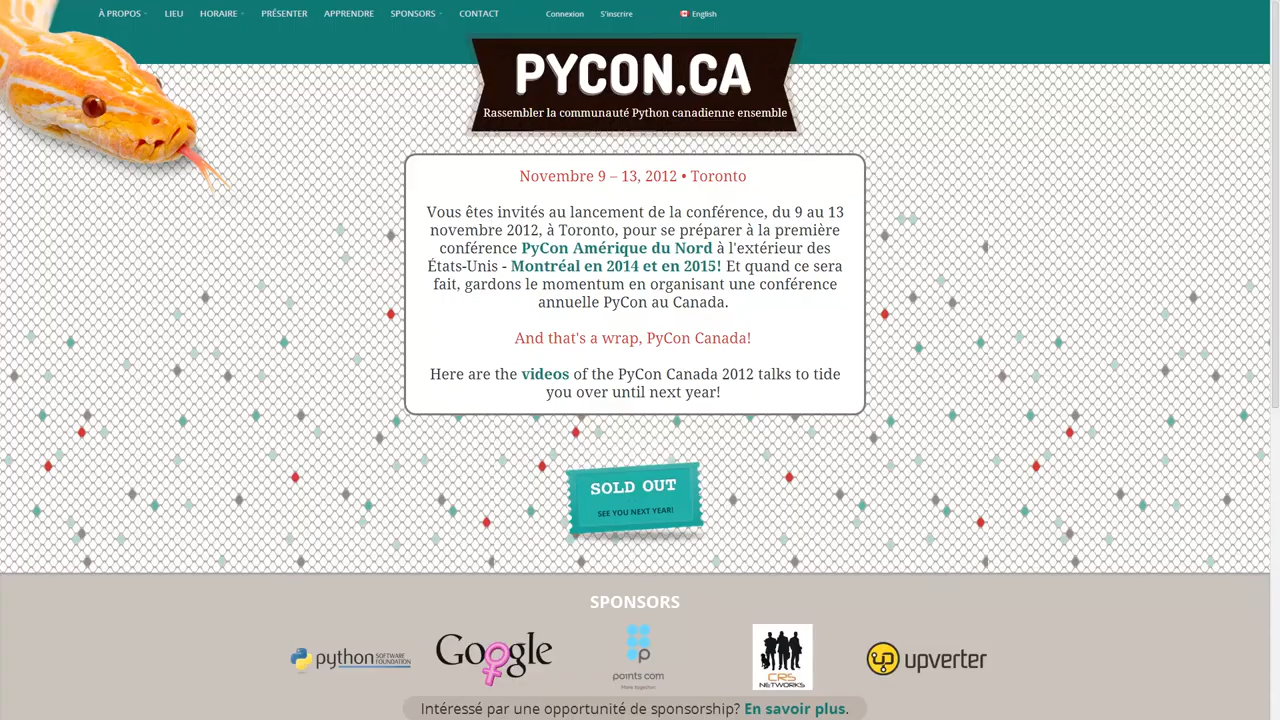 À PROPOS LIEU HORAIRE PRÉSENTER APPRENDRE SPONSORS CONTACT Connexion S'inscrire English
PYCON.CA
Rassembler la communauté Python canadienne ensemble
Novembre 9 – 13, 2012 • Toronto
Vous êtes invités au lancement de la conférence, du 9 au 13
novembre 2012, à Toronto, pour se préparer à la première
conférence PyCon Amérique du Nord à l'extérieur des
États-Unis - Montréal en 2014 et en 2015! Et quand ce sera
fait, gardons le momentum en organisant une conférence
annuelle PyCon au Canada.
And that's a wrap, PyCon Canada!
Here are the videos of the PyCon Canada 2012 talks to tide
you over until next year!
SOLD OUT
SEE YOU NEXT YEAR!
SPONSORS
python SOFTWARE FOUNDATION
Google
points.com
More together
CRS
NETWORKS
upverter
Intéressé par une opportunité de sponsorship? En savoir plus.